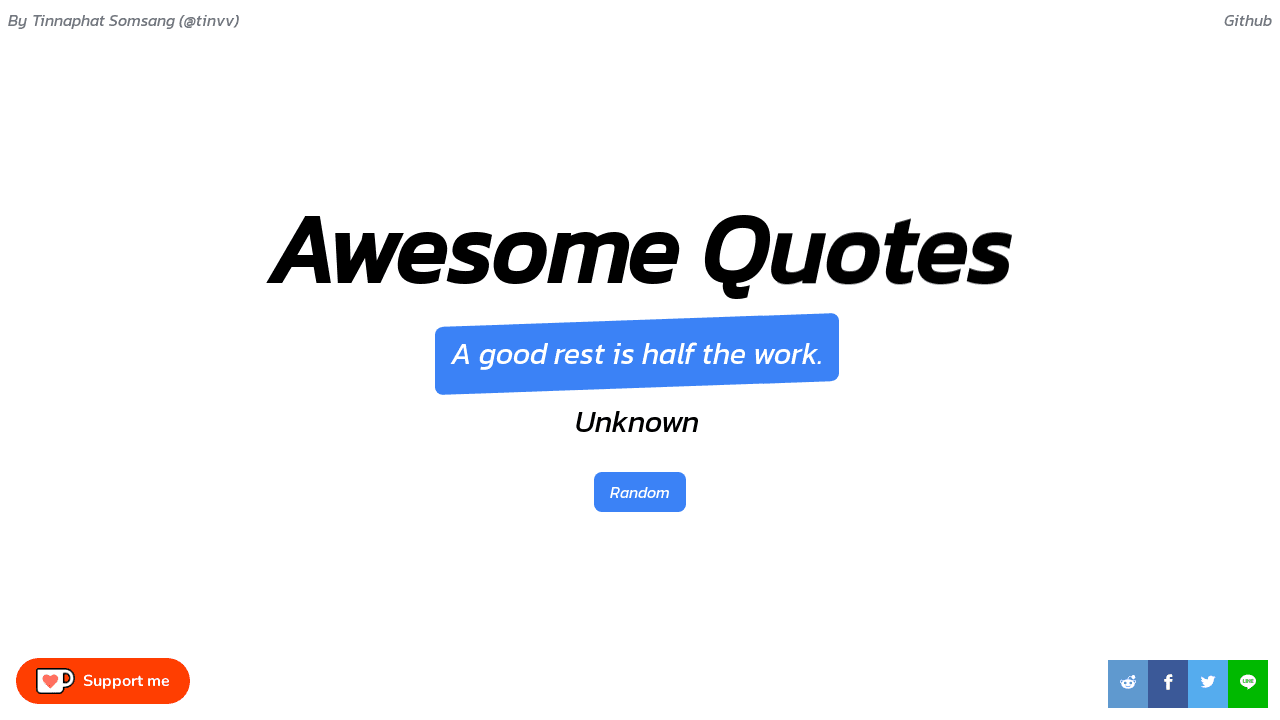 By Tinnaphat Somsang (@tinvv)
Github
Awesome Quotes
A good rest is half the work.
Unknown
Random
Support me
LINE